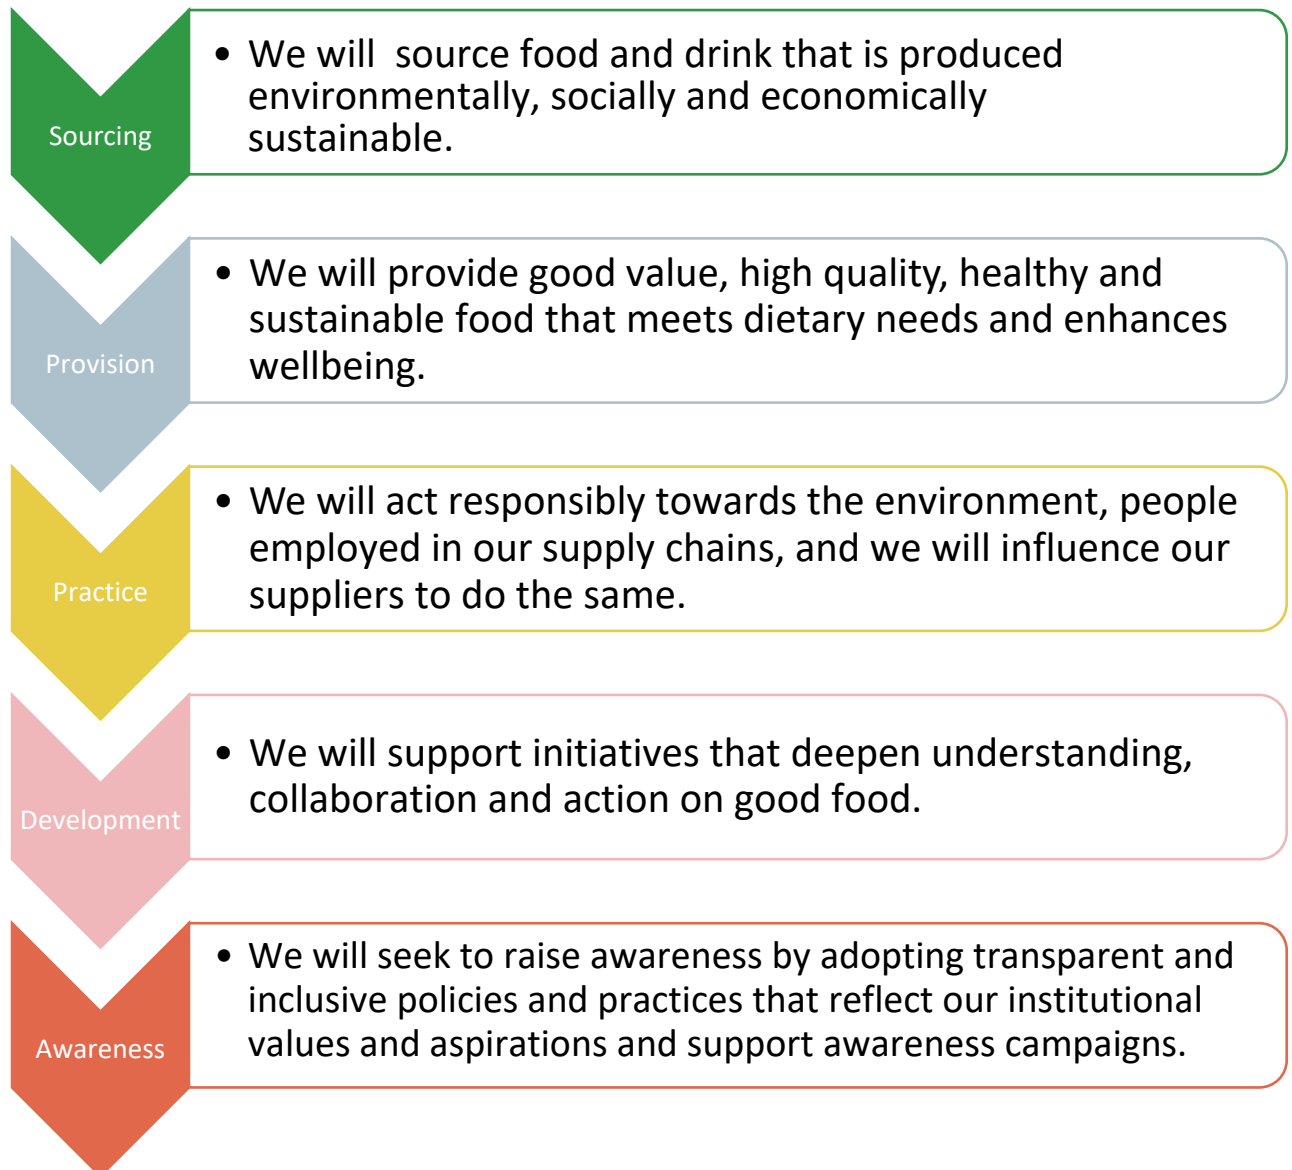 Sourcing
• We will  source food and drink that is produced
environmentally, socially and economically
sustainable.
Provision
• We will provide good value, high quality, healthy and
sustainable food that meets dietary needs and enhances
wellbeing.
Practice
• We will act responsibly towards the environment, people
employed in our supply chains, and we will influence our
suppliers to do the same.
Development
• We will support initiatives that deepen understanding,
collaboration and action on good food.
Awareness
• We will seek to raise awareness by adopting transparent and
inclusive policies and practices that reflect our institutional
values and aspirations and support awareness campaigns.